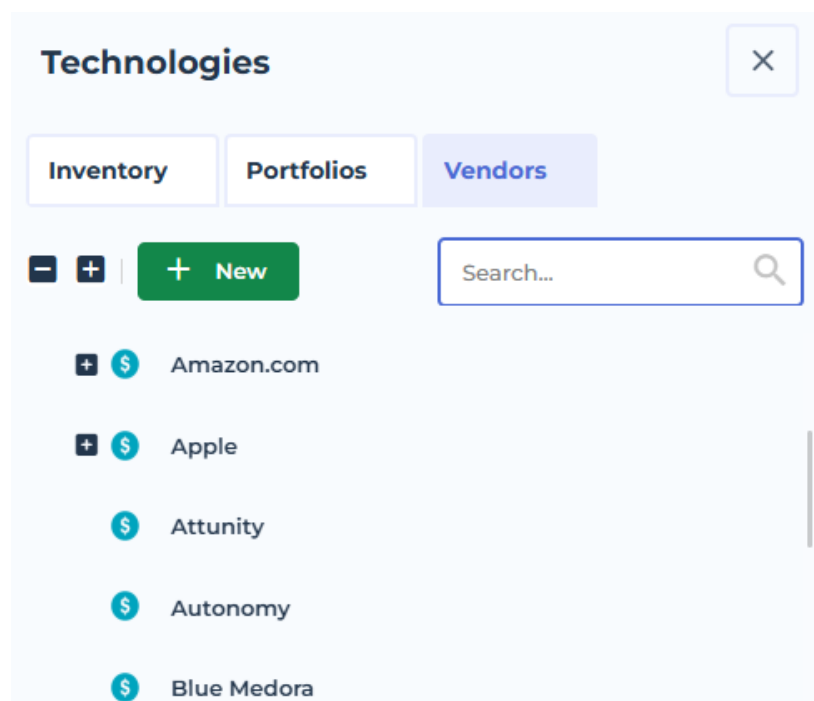 Technologies
Inventory Portfolios Vendors
New Search...
Amazon.com
Apple
Attunity
Autonomy
Blue Medora